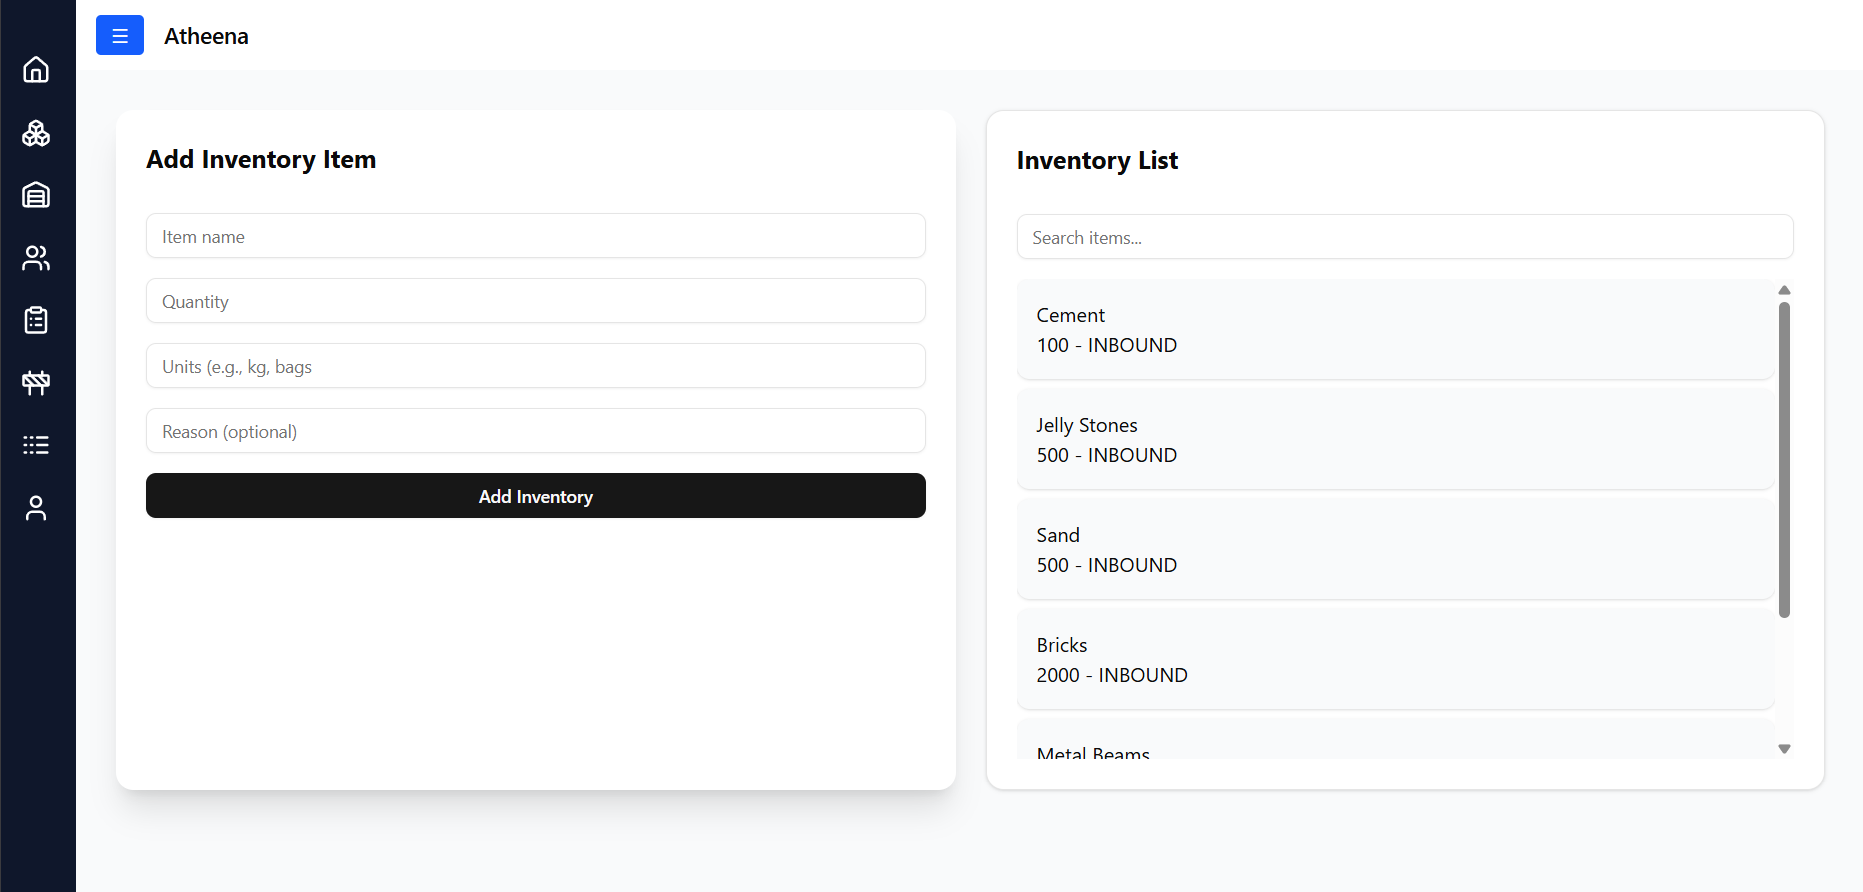 Atheena
Add Inventory Item
Item name
Quantity
Units (e.g., kg, bags
Reason (optional)
Add Inventory
Inventory List
Search items...
Cement
100 - INBOUND
Jelly Stones
500 - INBOUND
Sand
500 - INBOUND
Bricks
2000 - INBOUND
Metal Beams